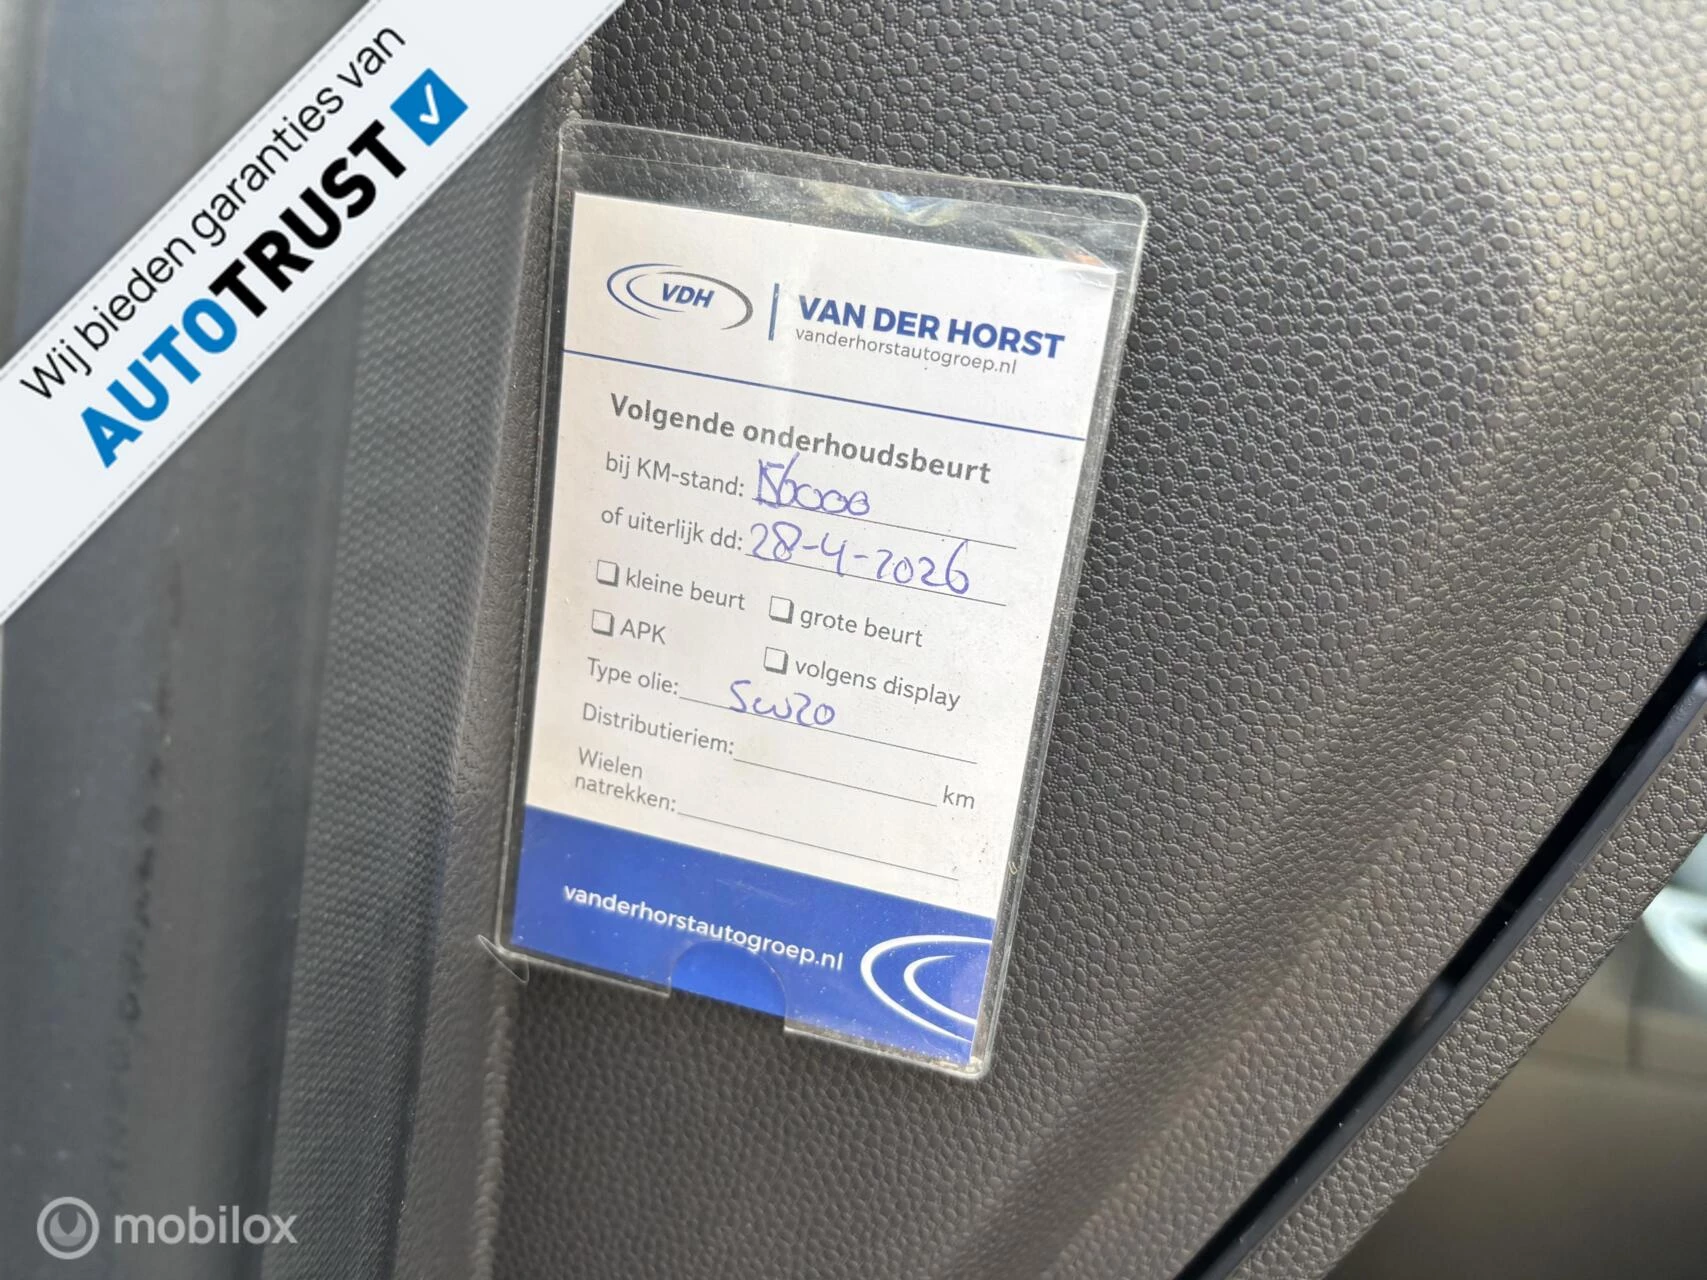 Wij bieden garanties van
AUTOTRUST
VDH
VAN DER HORST
vanderhorstautogroep.nl
Volgende onderhoudsbeurt
bij KM-stand:
of uiterlijk dd: 28-4-2026
❏ kleine beurt ❏ grote beurt
❏ APK ❏ volgens display
Type olie: 5w20
Distributieriem: km
Wielen
natrekken:
vanderhorstautogroep.nl
mobilox